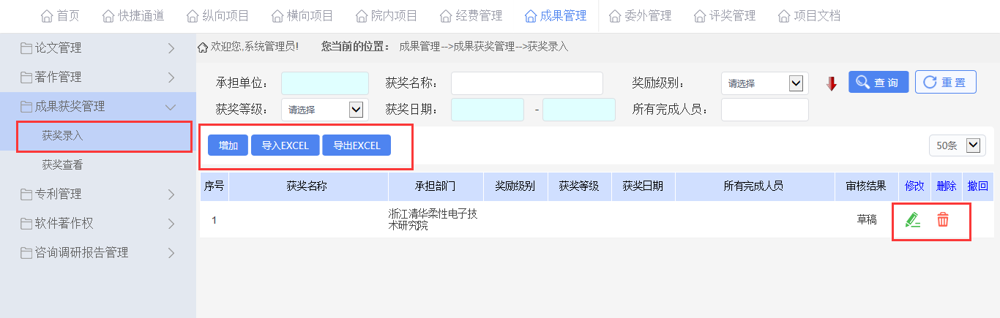 首页 快捷通道 纵向项目 横向项目 院内项目 经费管理 成果管理 委外管理 评奖管理 项目文档
论文管理
著作管理
成果获奖管理
获奖录入
获奖查看
专利管理
软件著作权
咨询调研报告管理
欢迎您,系统管理员! 您当前的位置： 成果管理-->成果获奖管理-->获奖录入
承担单位： 获奖名称： 奖励级别： 请选择 查询 重置
获奖等级： 请选择 获奖日期： - 所有完成人员：
增加 导入EXCEL 导出EXCEL 50条
序号 获奖名称 承担部门 奖励级别 获奖等级 获奖日期 所有完成人员 审核结果 修改 删除 撤回
1 浙江清华柔性电子技 草稿
术研究院